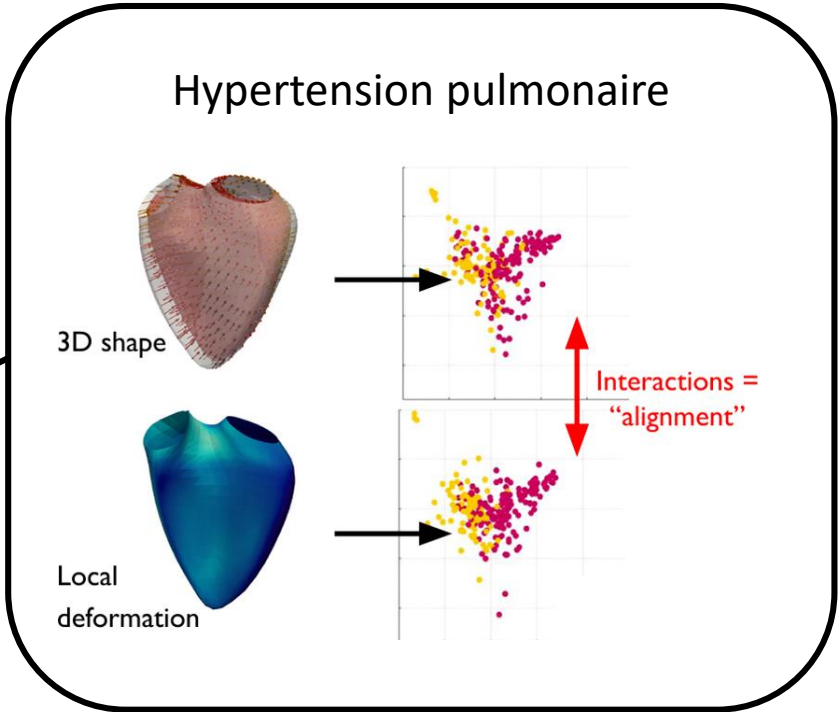 Hypertension pulmonaire
3D shape
Interactions =
“alignment”
Local
deformation